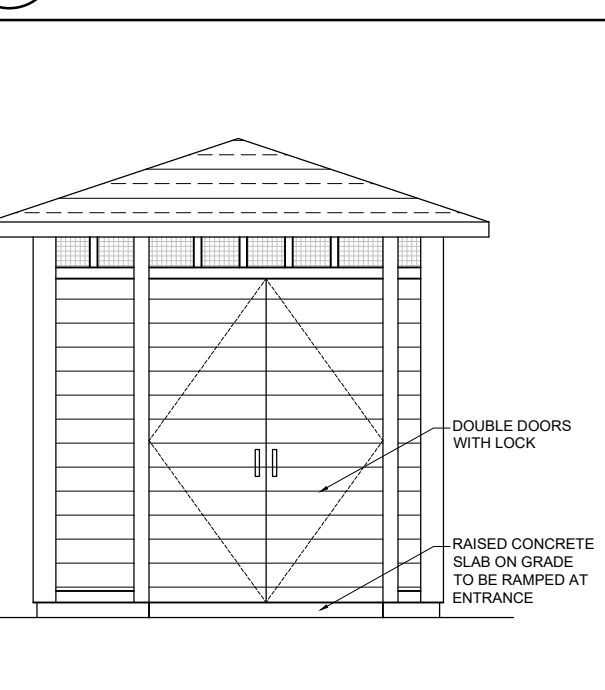 DOUBLE DOORS
WITH LOCK
RAISED CONCRETE
SLAB ON GRADE
TO BE RAMPED AT
ENTRANCE